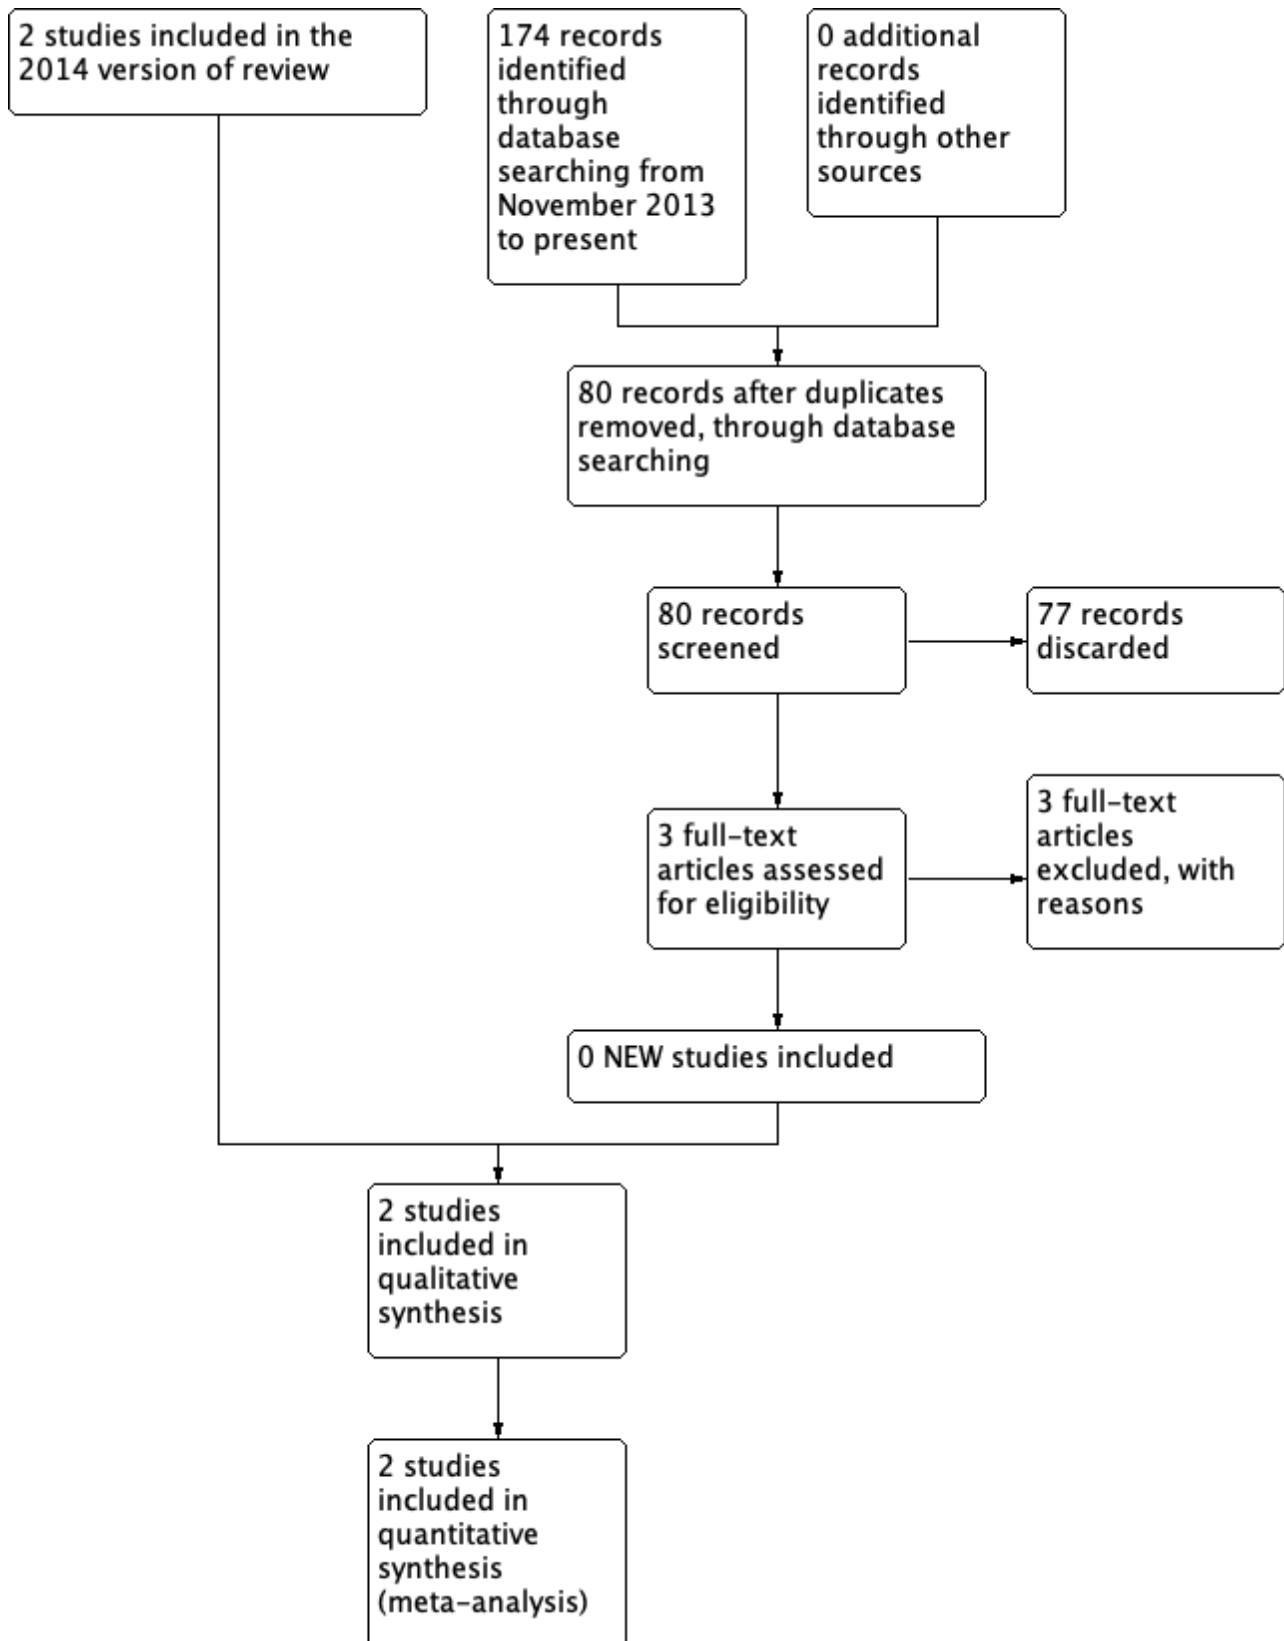 2 studies included in the
2014 version of review
174 records
identified
through
database
searching from
November 2013
to present
0 additional
records
identified
through other
sources
80 records after duplicates
removed, through database
searching
80 records
screened
77 records
discarded
3 full-text
articles assessed
for eligibility
3 full-text
articles
excluded, with
reasons
0 NEW studies included
2 studies
included in
qualitative
synthesis
2 studies
included in
quantitative
synthesis
(meta-analysis)